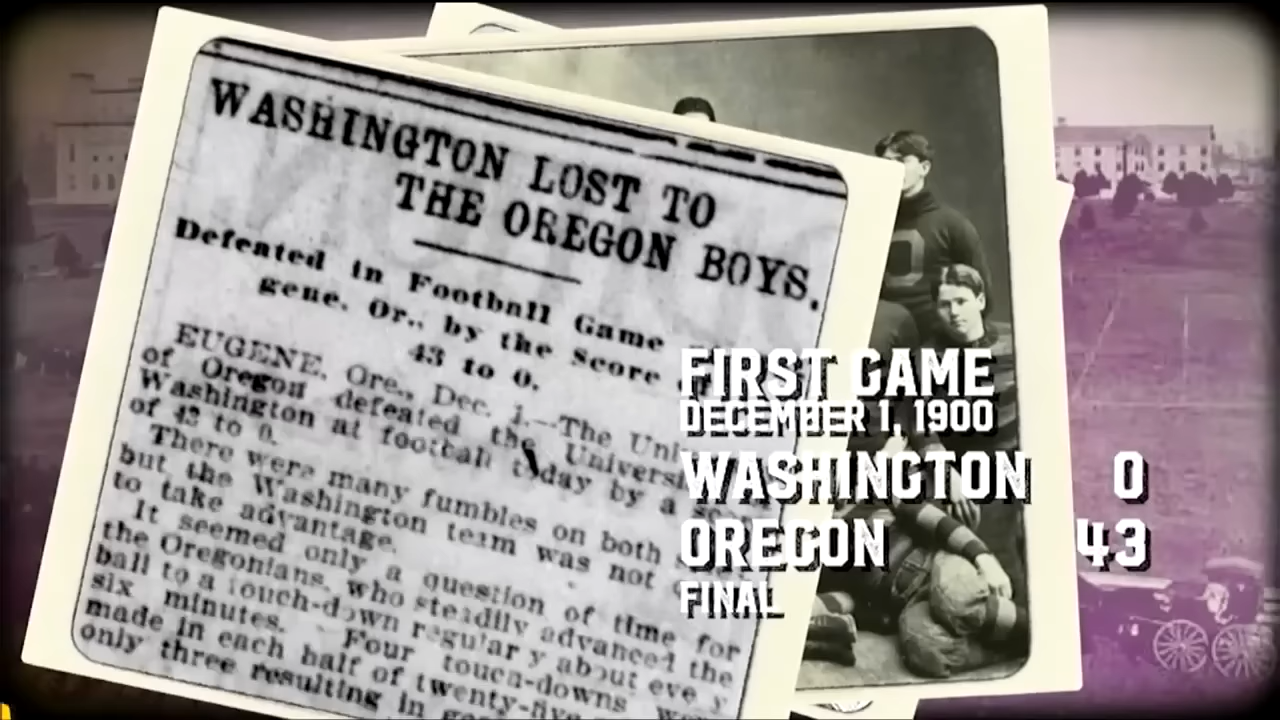 WASHINGTON LOST TO
THE OREGON BOYS.
Defeated in Football Game
gene, Or., by the Score
43 to 0.
EUGENE, Ore., Dec. 1.—The Uni
of Oregon defeated the Universi
Washington at football today by a
of 43 to 0.
There were many fumbles on both
but the Washington team was not
to take advantage.
It seemed only a question of time for
the Oregonians, who steadily advanced the
ball to a touch-down regular y about eve y
six minutes. Four touch-downs
made in each half of twenty-five
only three resulting in
FIRST GAME
DECEMBER 1, 1900
WASHINGTON 0
OREGON 43
FINAL